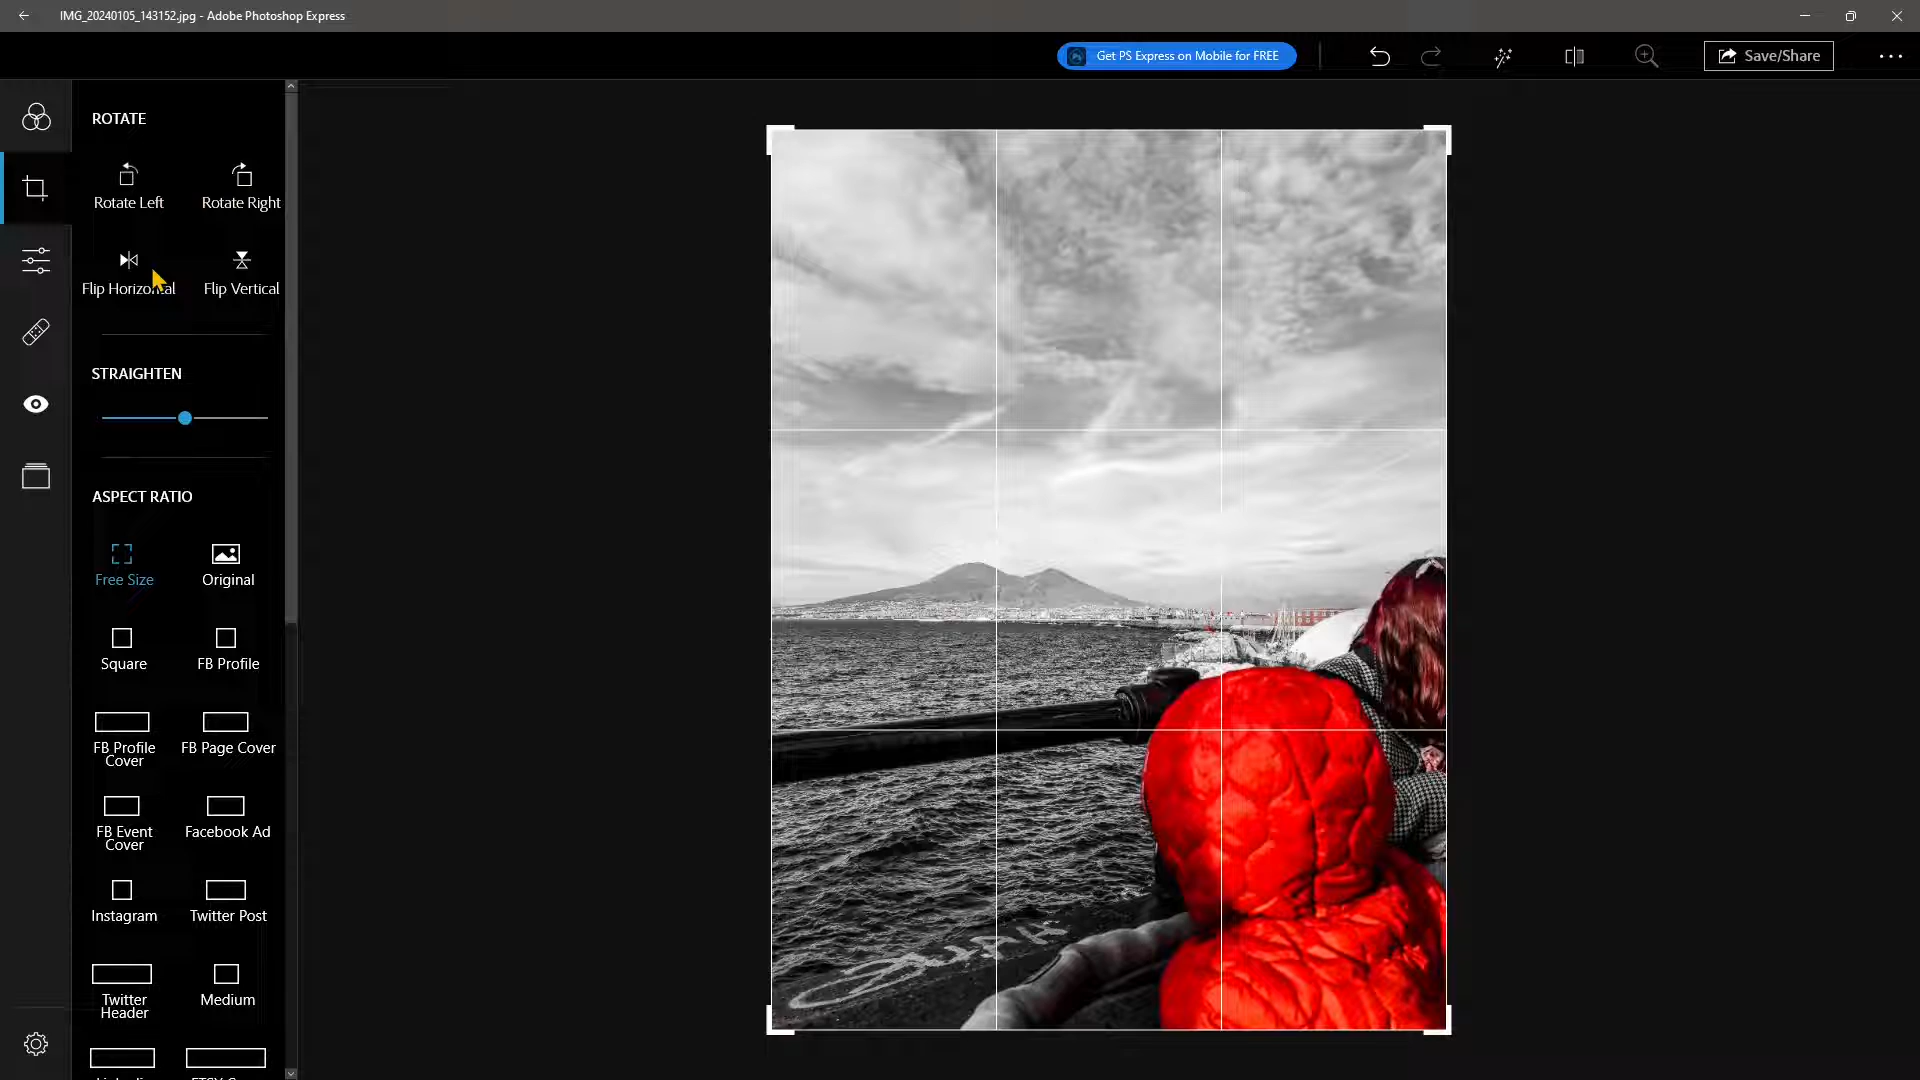 IMG_20240105_143152.jpg - Adobe Photoshop Express
Get PS Express on Mobile for FREE
Save/Share
ROTATE
Rotate Left
Rotate Right
Flip Horizontal
Flip Vertical
STRAIGHTEN
ASPECT RATIO
Free Size
Original
Square
FB Profile
FB Profile
Cover
FB Page Cover
FB Event
Cover
Facebook Ad
Instagram
Twitter Post
Twitter
Header
Medium